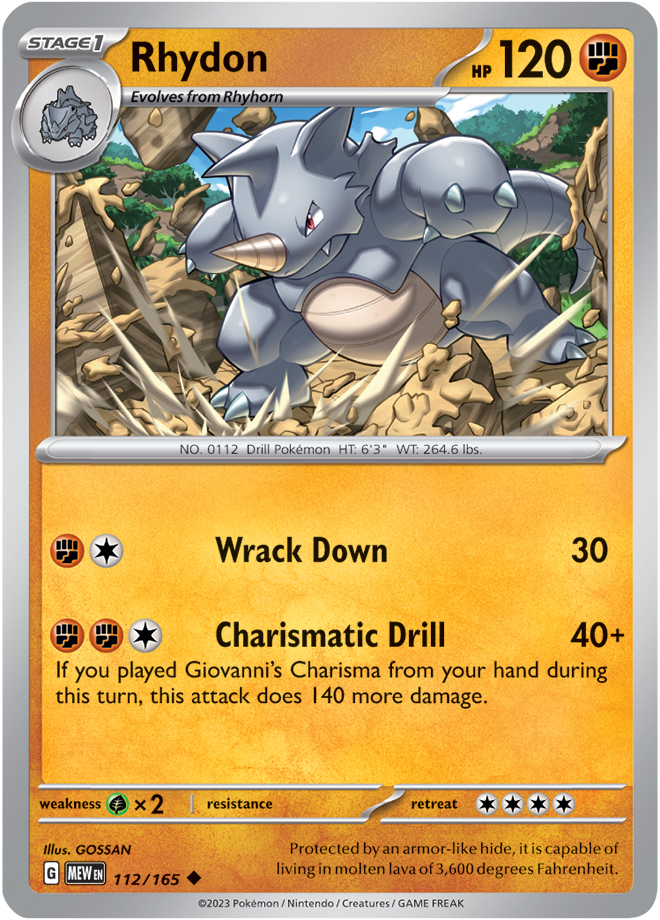 STAGE1
Rhydon
HP 120
Evolves from Rhyhorn
NO. 0112 Drill Pokémon HT: 6'3" WT: 264.6 lbs.
Wrack Down 30
Charismatic Drill 40+
If you played Giovanni's Charisma from your hand during
this turn, this attack does 140 more damage.
weakness ×2 resistance retreat
Illus. GOSSAN
Protected by an armor-like hide, it is capable of
living in molten lava of 3,600 degrees Fahrenheit.
G MEW EN 112/165
©2023 Pokémon / Nintendo / Creatures / GAME FREAK